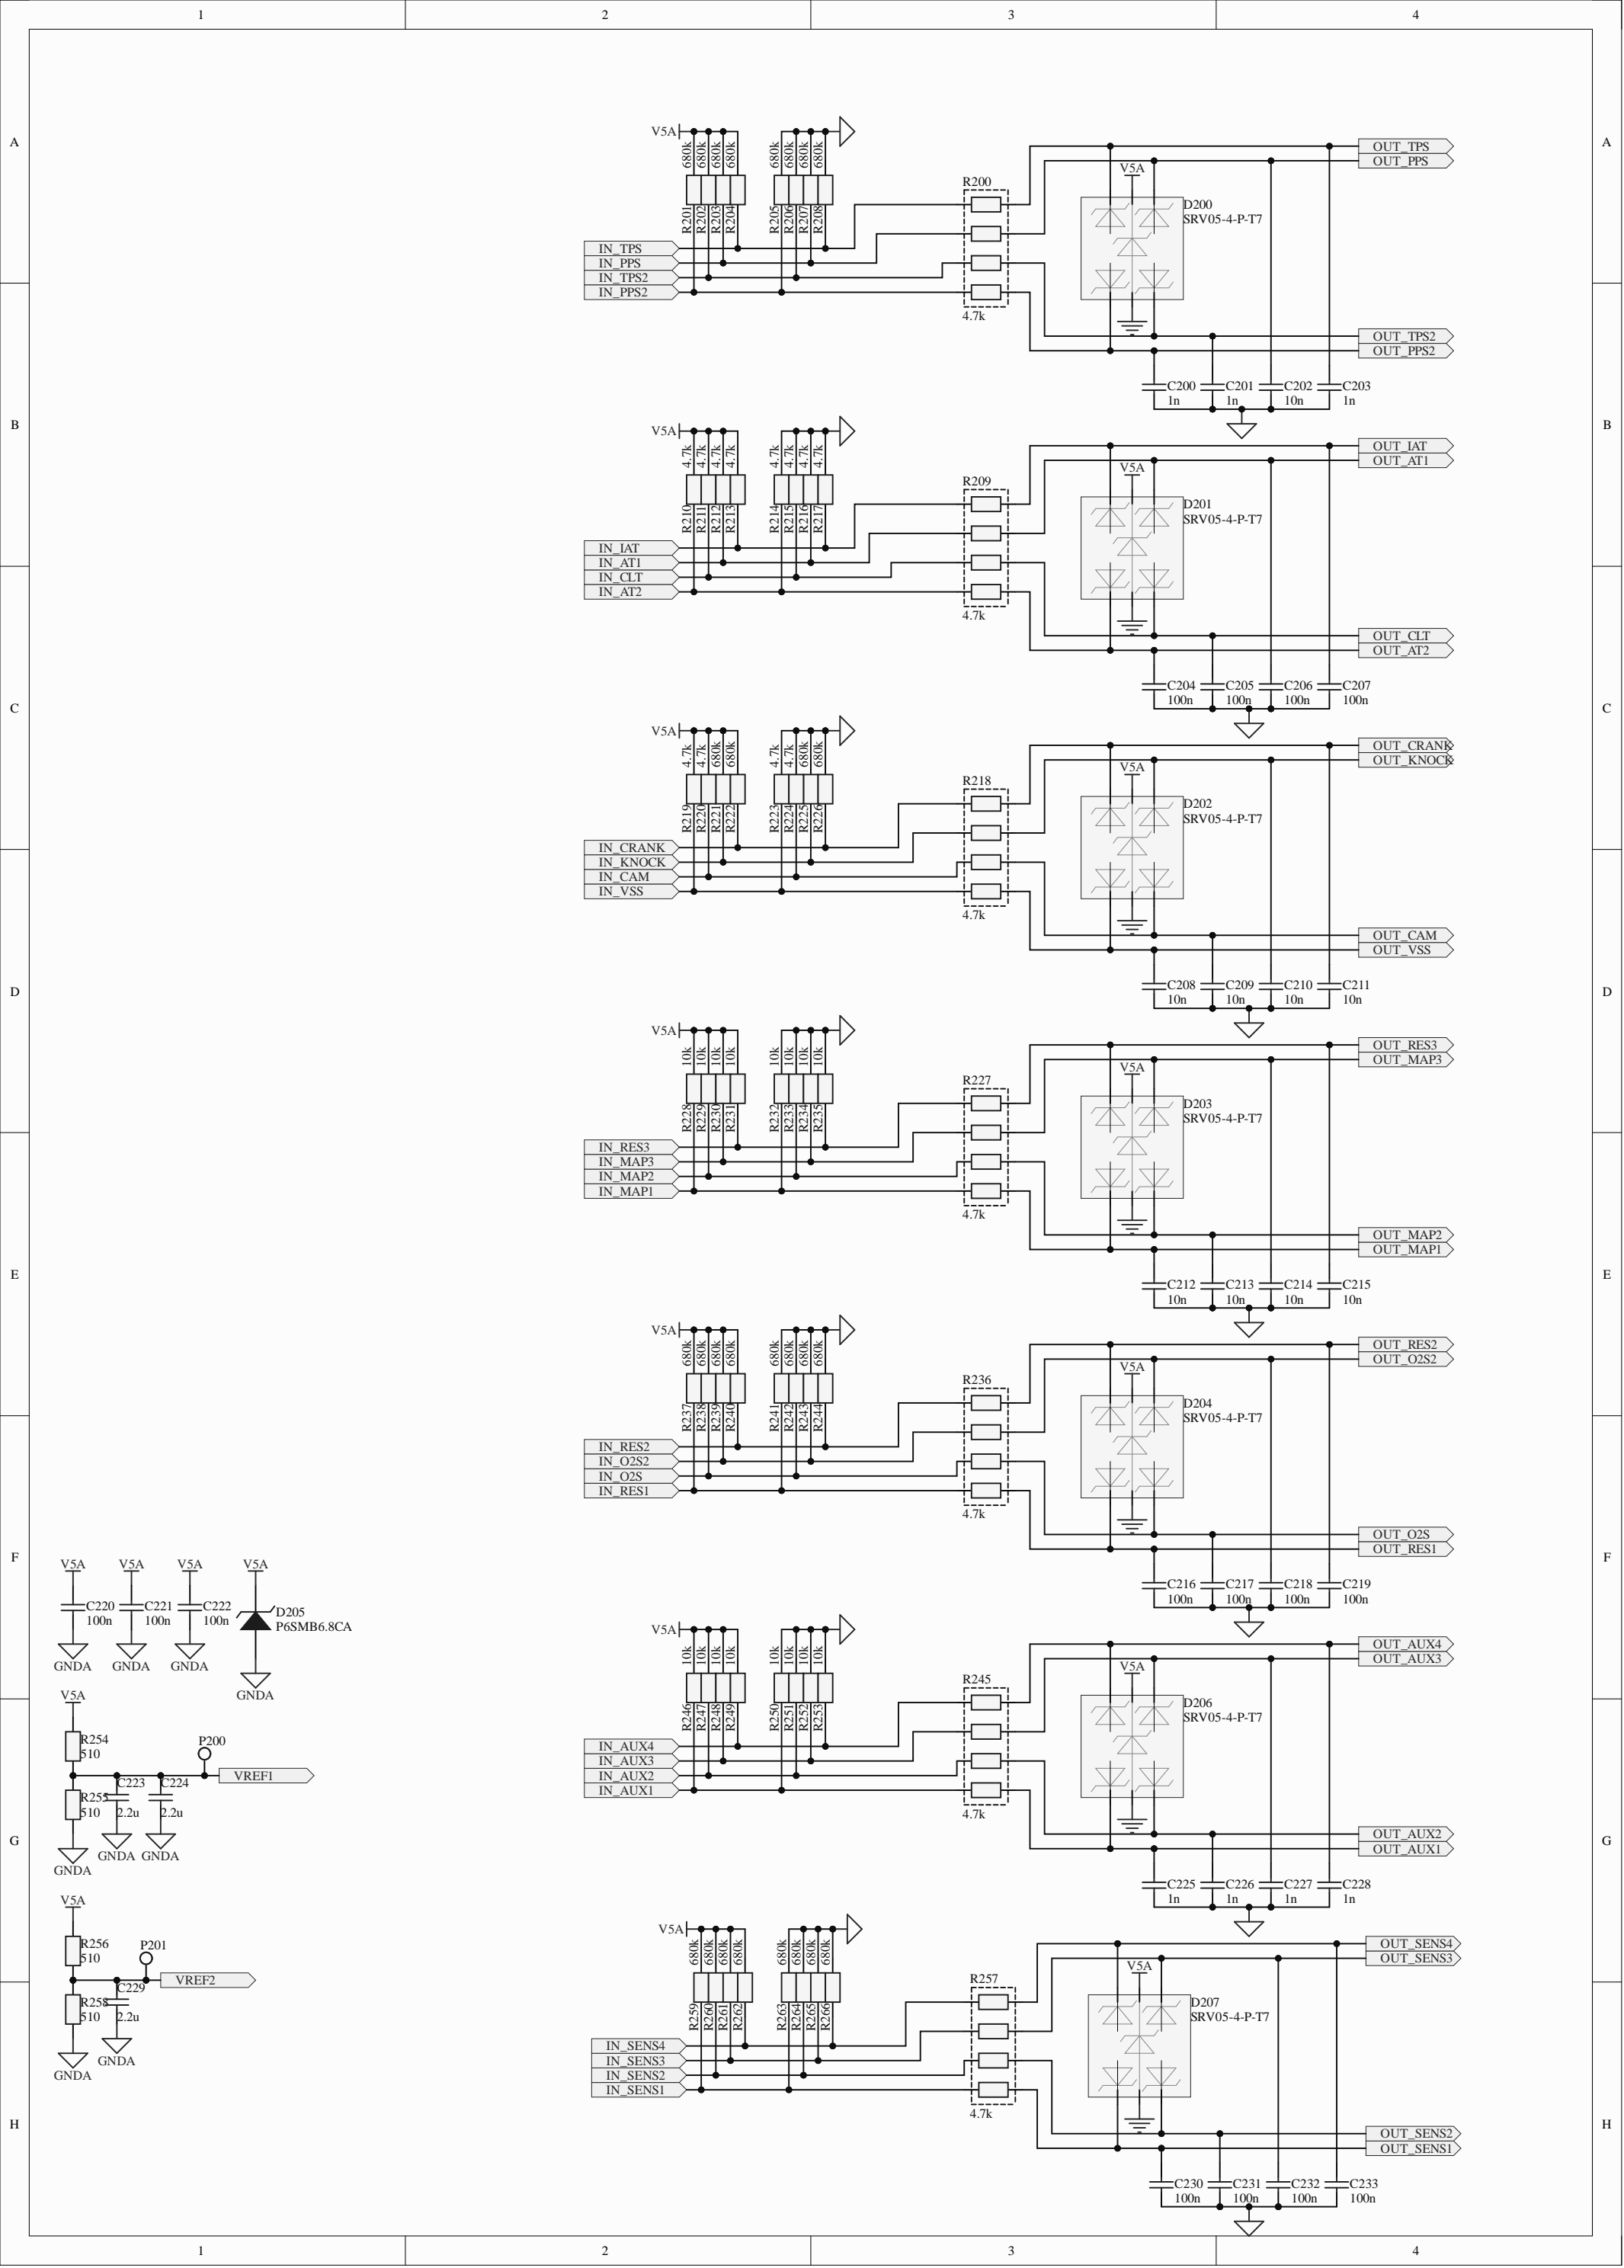 1 2 3 4
A A
B B
C C
D D
E E
F F
G G
H H
1 2 3 4
V5A
680k 680k 680k 680k
680k 680k 680k 680k
R201 R202 R203 R204
R205 R206 R207 R208
IN_TPS
IN_PPS
IN_TPS2
IN_PPS2
R200
4.7k
V5A
D200
SRV05-4-P-T7
OUT_TPS
OUT_PPS
OUT_TPS2
OUT_PPS2
C200 C201 C202 C203
1n 1n 10n 1n
V5A
4.7k 4.7k 4.7k 4.7k
4.7k 4.7k 4.7k 4.7k
R210 R211 R212 R213
R214 R215 R216 R217
IN_IAT
IN_AT1
IN_CLT
IN_AT2
R209
4.7k
V5A
D201
SRV05-4-P-T7
OUT_IAT
OUT_AT1
OUT_CLT
OUT_AT2
C204 C205 C206 C207
100n 100n 100n 100n
V5A
4.7k 4.7k 680k 680k
4.7k 4.7k 680k 680k
R219 R220 R221 R222
R223 R224 R225 R226
IN_CRANK
IN_KNOCK
IN_CAM
IN_VSS
R218
4.7k
V5A
D202
SRV05-4-P-T7
OUT_CRANK
OUT_KNOCK
OUT_CAM
OUT_VSS
C208 C209 C210 C211
10n 10n 10n 10n
V5A
10k 10k 10k 10k
10k 10k 10k 10k
R228 R229 R230 R231
R232 R233 R234 R235
IN_RES3
IN_MAP3
IN_MAP2
IN_MAP1
R227
4.7k
V5A
D203
SRV05-4-P-T7
OUT_RES3
OUT_MAP3
OUT_MAP2
OUT_MAP1
C212 C213 C214 C215
10n 10n 10n 10n
V5A
680k 680k 680k 680k
680k 680k 680k 680k
R237 R238 R239 R240
R241 R242 R243 R244
IN_RES2
IN_O2S2
IN_O2S
IN_RES1
R236
4.7k
V5A
D204
SRV05-4-P-T7
OUT_RES2
OUT_O2S2
OUT_O2S
OUT_RES1
C216 C217 C218 C219
100n 100n 100n 100n
V5A
10k 10k 10k 10k
10k 10k 10k 10k
R246 R247 R248 R249
R250 R251 R252 R253
IN_AUX4
IN_AUX3
IN_AUX2
IN_AUX1
R245
4.7k
V5A
D206
SRV05-4-P-T7
OUT_AUX4
OUT_AUX3
OUT_AUX2
OUT_AUX1
C225 C226 C227 C228
1n 1n 1n 1n
V5A
680k 680k 680k 680k
680k 680k 680k 680k
R259 R260 R261 R262
R263 R264 R265 R266
IN_SENS4
IN_SENS3
IN_SENS2
IN_SENS1
R257
4.7k
V5A
D207
SRV05-4-P-T7
OUT_SENS4
OUT_SENS3
OUT_SENS2
OUT_SENS1
C230 C231 C232 C233
100n 100n 100n 100n
V5A V5A V5A V5A
C220 C221 C222 D205
100n 100n 100n P6SMB6.8CA
GNDA GNDA GNDA GNDA
V5A
R254
510
P200
VREF1
R255 C223 C224
510 2.2u 2.2u
GNDA GNDA GNDA
V5A
R256
510
P201
VREF2
R258 C229
510 2.2u
GNDA GNDA